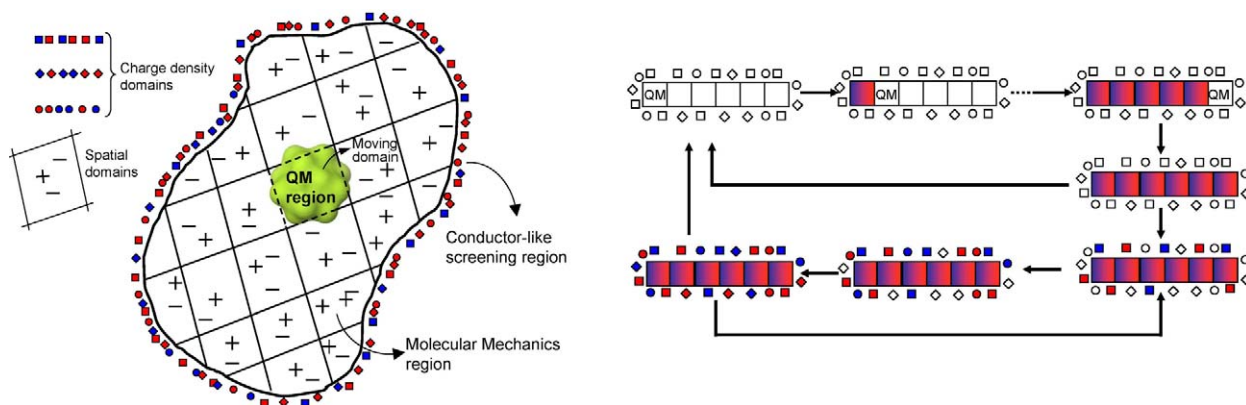 Charge density
domains
+ −
−
Spatial
domains
Moving
domain
QM
region
Conductor-like
screening region
Molecular Mechanics
region
QM
QM
QM